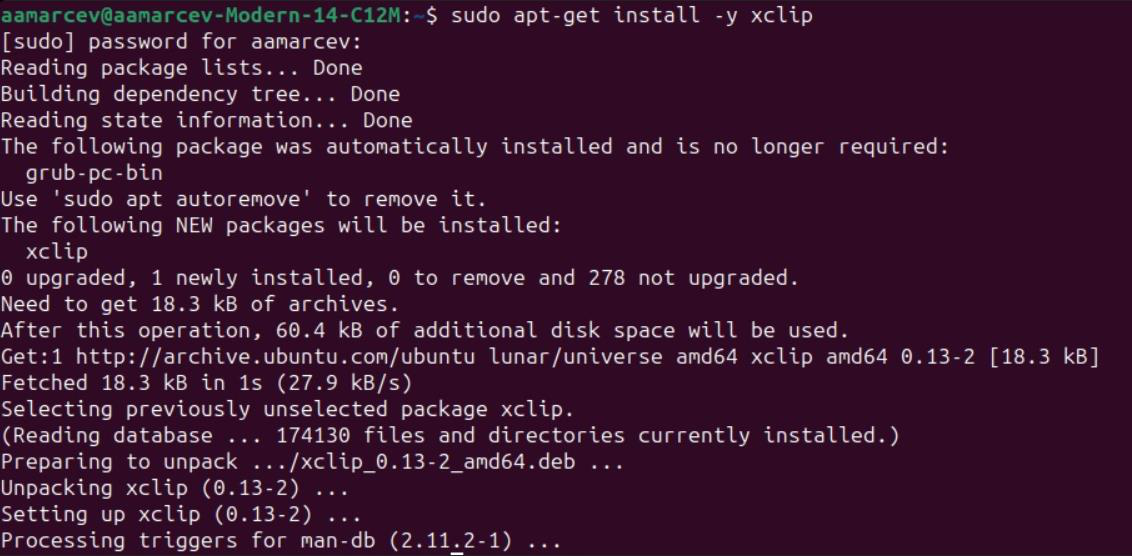 aamarcev@aamarcev-Modern-14-C12M:~$ sudo apt-get install -y xclip
[sudo] password for aamarcev:
Reading package lists... Done
Building dependency tree... Done
Reading state information... Done
The following package was automatically installed and is no longer required:
  grub-pc-bin
Use 'sudo apt autoremove' to remove it.
The following NEW packages will be installed:
  xclip
0 upgraded, 1 newly installed, 0 to remove and 278 not upgraded.
Need to get 18.3 kB of archives.
After this operation, 60.4 kB of additional disk space will be used.
Get:1 http://archive.ubuntu.com/ubuntu lunar/universe amd64 xclip amd64 0.13-2 [18.3 kB]
Fetched 18.3 kB in 1s (27.9 kB/s)
Selecting previously unselected package xclip.
(Reading database ... 174130 files and directories currently installed.)
Preparing to unpack .../xclip_0.13-2_amd64.deb ...
Unpacking xclip (0.13-2) ...
Setting up xclip (0.13-2) ...
Processing triggers for man-db (2.11.2-1) ...